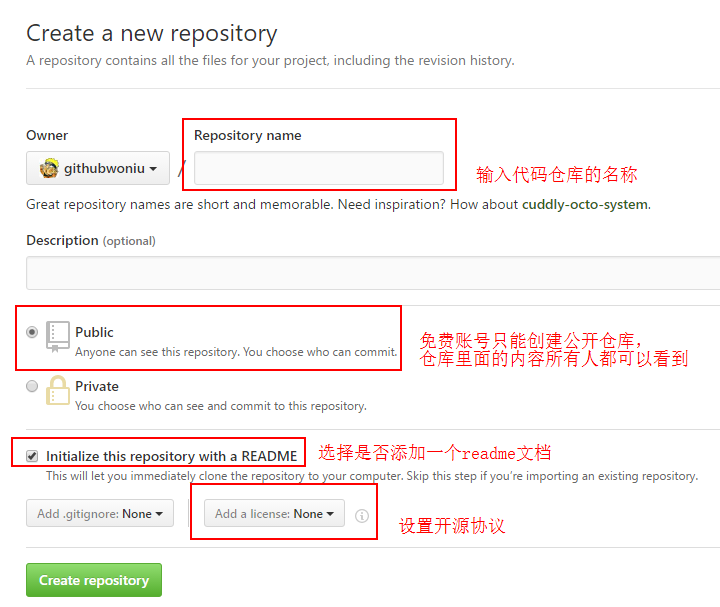 Create a new repository
A repository contains all the files for your project, including the revision history.
Owner
Repository name
githubwoniu
/
输入代码仓库的名称
Great repository names are short and memorable. Need inspiration? How about cuddly-octo-system.
Description (optional)
Public
Anyone can see this repository. You choose who can commit.
免费账号只能创建公开仓库，
仓库里面的内容所有人都可以看到
Private
You choose who can see and commit to this repository.
Initialize this repository with a README
选择是否添加一个readme文档
This will let you immediately clone the repository to your computer. Skip this step if you're importing an existing repository.
Add .gitignore: None
Add a license: None
设置开源协议
Create repository